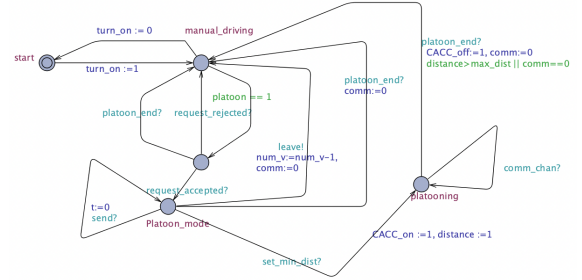 turn_on := 0
manual_driving
start
turn_on :=1
platoon_end?
CACC_off:=1, comm:=0
distance>max_dist || comm==0
platoon_end?
comm:=0
platoon == 1
platoon_end?
request_rejected?
leave!
num_v:=num_v-1,
comm:=0
comm_chan?
request_accepted?
platooning
t:=0
send?
Platoon_mode
CACC_on :=1, distance :=1
set_min_dist?